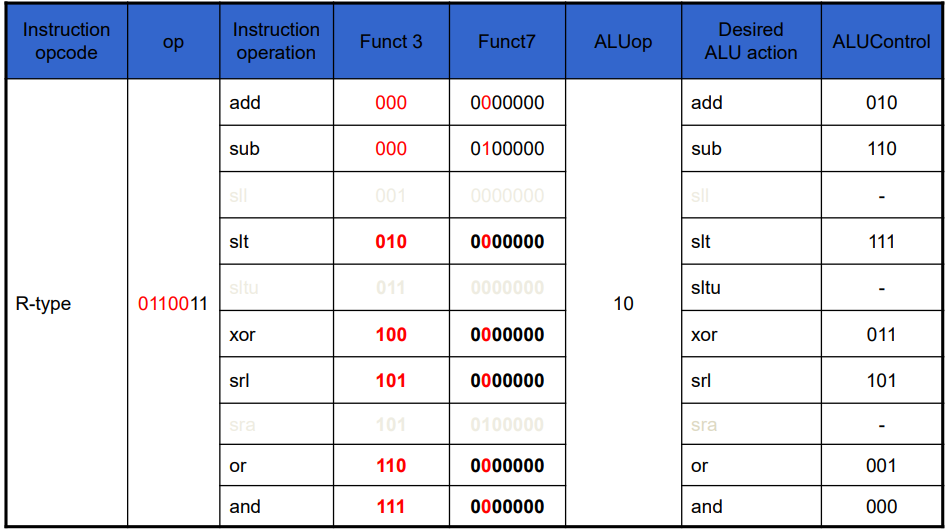 Instruction opcode op Instruction operation Funct 3 Funct7 ALUop Desired ALU action ALUControl
add 000 0000000 add 010
sub 000 0100000 sub 110
sll 001 0000000 sll -
slt 010 0000000 slt 111
sltu 011 0000000 sltu -
R-type 0110011 10
xor 100 0000000 xor 011
srl 101 0000000 srl 101
sra 101 0100000 sra -
or 110 0000000 or 001
and 111 0000000 and 000